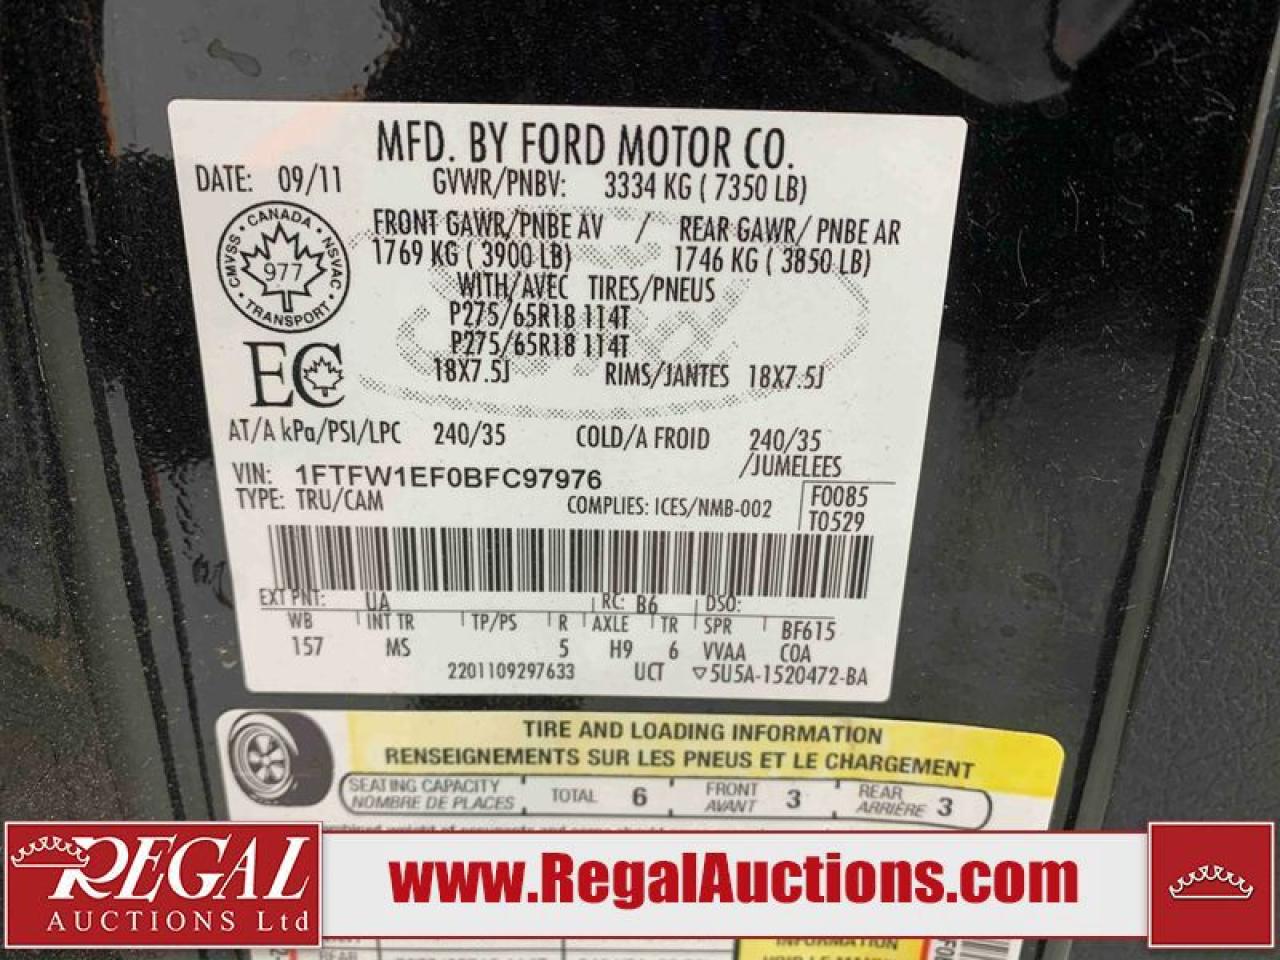 MFD. BY FORD MOTOR CO.
DATE: 09/11 GVWR/PNBV: 3334 KG ( 7350 LB)
FRONT GAWR/PNBE AV / REAR GAWR/ PNBE AR
1769 KG ( 3900 LB) 1746 KG ( 3850 LB)
CANADA
CMVSS NSVAC
977
TRANSPORT
WITH/AVEC TIRES/PNEUS
P275/65R18 114T
P275/65R18 114T
18X7.5J RIMS/JANTES 18X7.5J
EC
AT/A kPa/PSI/LPC 240/35 COLD/A FROID 240/35
/JUMELEES
VIN: 1FTFW1EF0BFC97976
TYPE: TRU/CAM COMPLIES: ICES/NMB-002
F0085
T0529
EXT PNT: UA RC: B6 DSO:
WB INT TR TP/PS R AXLE TR SPR BF615
157 MS 5 H9 6 VVAA COA
2201109297633 UCT ▽5U5A-1520472-BA
TIRE AND LOADING INFORMATION
RENSEIGNEMENTS SUR LES PNEUS ET LE CHARGEMENT
SEATING CAPACITY
NOMBRE DE PLACES
TOTAL 6
FRONT
AVANT 3
REAR
ARRIÈRE 3
REGAL
AUCTIONS Ltd
www.RegalAuctions.com
REAR
INFORMATION